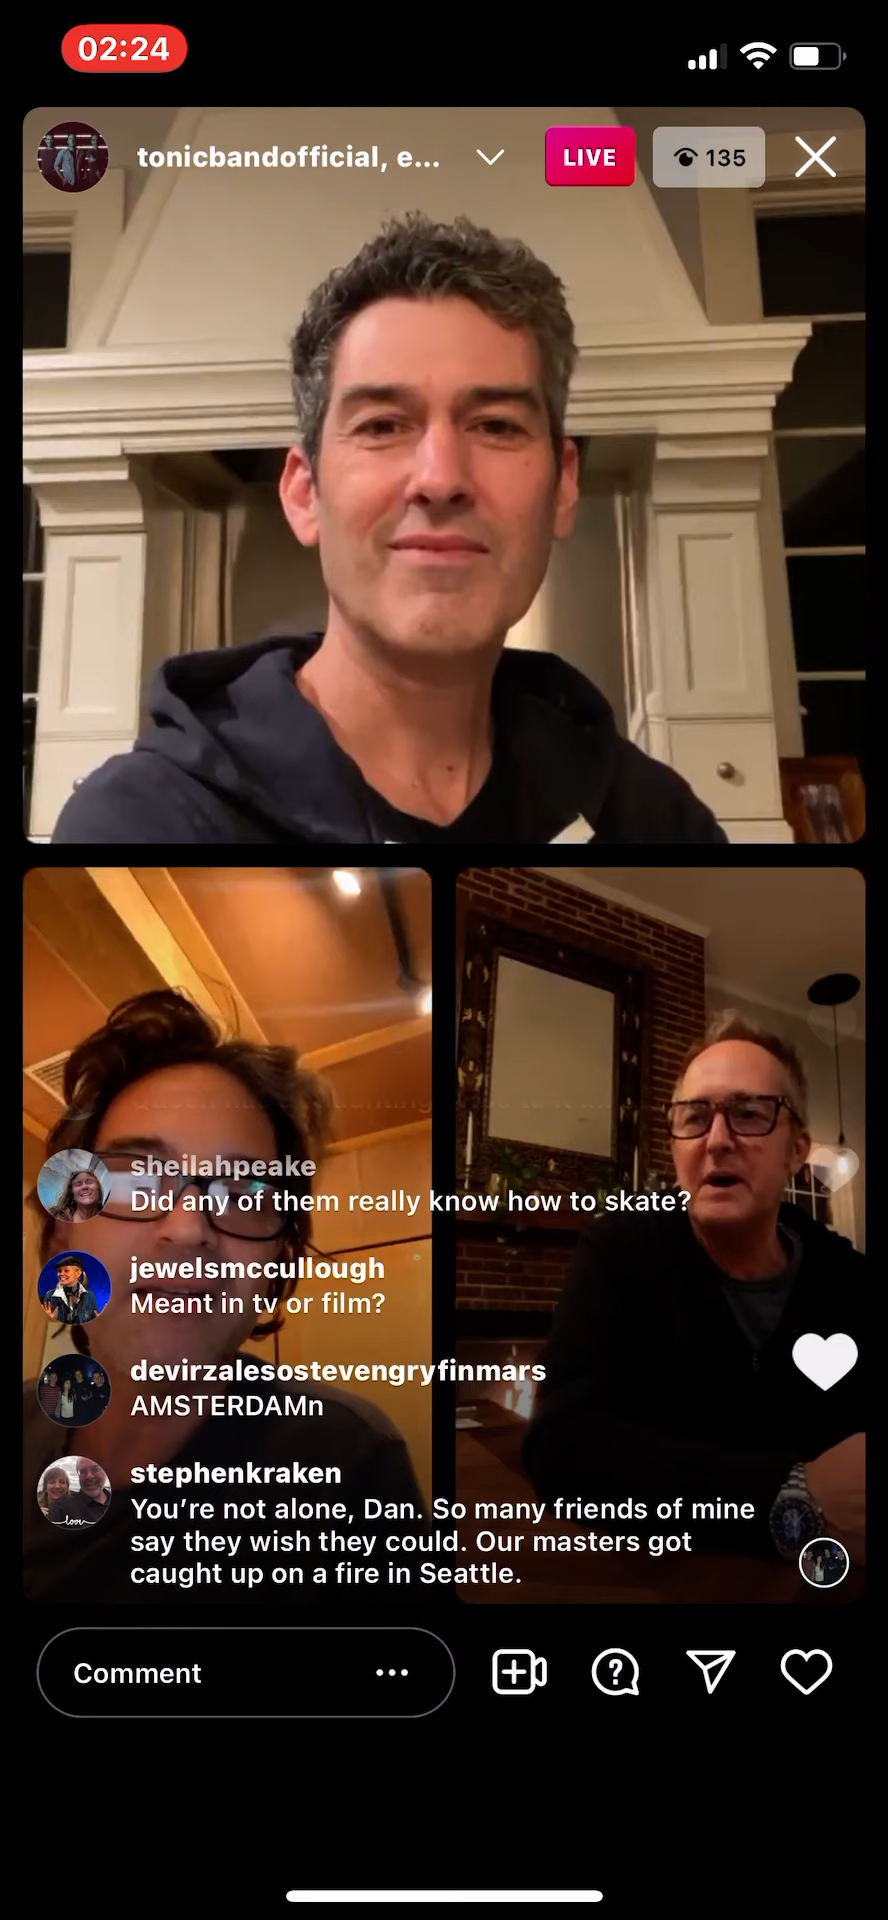 02:24
tonicbandofficial, e...
LIVE
135
sheilahpeake
Did any of them really know how to skate?
jewelsmccullough
Meant in tv or film?
devirzalesostevengryfinmars
AMSTERDAMn
stephenkraken
You’re not alone, Dan. So many friends of mine
say they wish they could. Our masters got
caught up on a fire in Seattle.
love
Comment